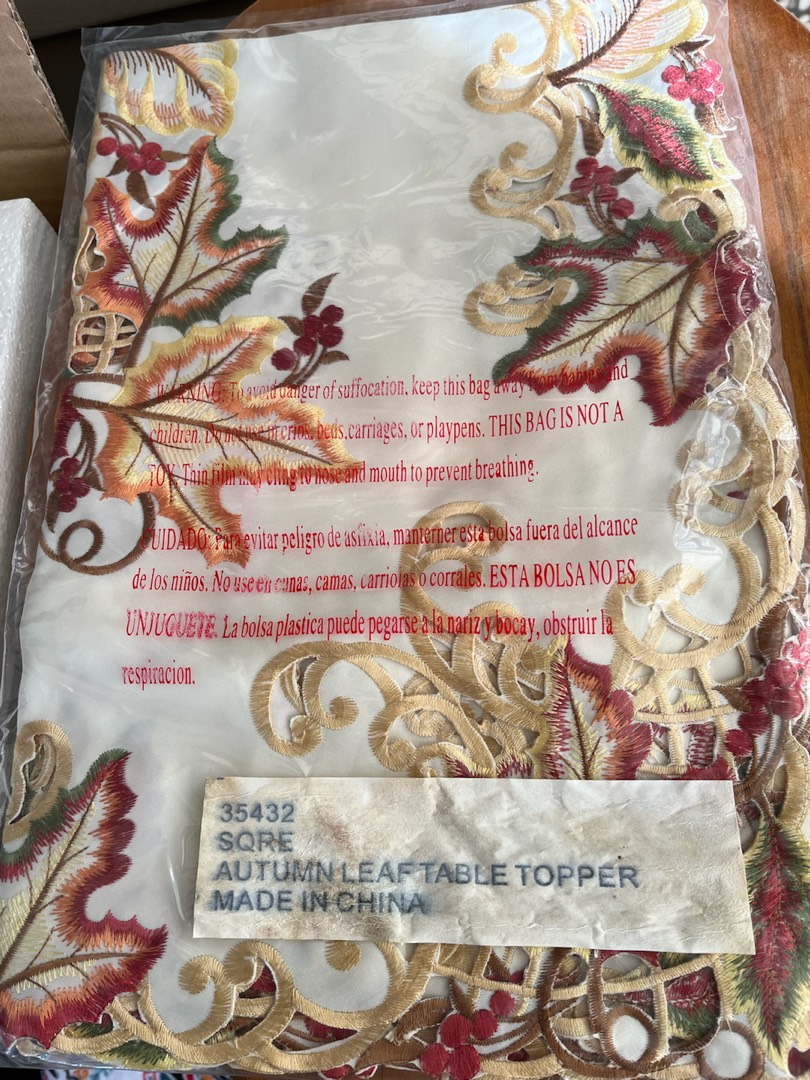 WARNING: To avoid danger of suffocation. keep this bag away from babies and
children. Do not use in cribs, beds.carriages, or playpens. THIS BAG IS NOT A
TOY. Thin film may cling to nose and mouth to prevent breathing.
CUIDADO: Para evitar peligro de asfixia, manterner esta bolsa fuera del alcance
de los niños. No use en cunas, camas, carriolas o corrales. ESTA BOLSA NO ES
UNJUGUETE. La bolsa plastica puede pegarse a la nariz y bocay, obstruir la
respiracion.
35432
SQRE
AUTUMN LEAF TABLE TOPPER
MADE IN CHINA